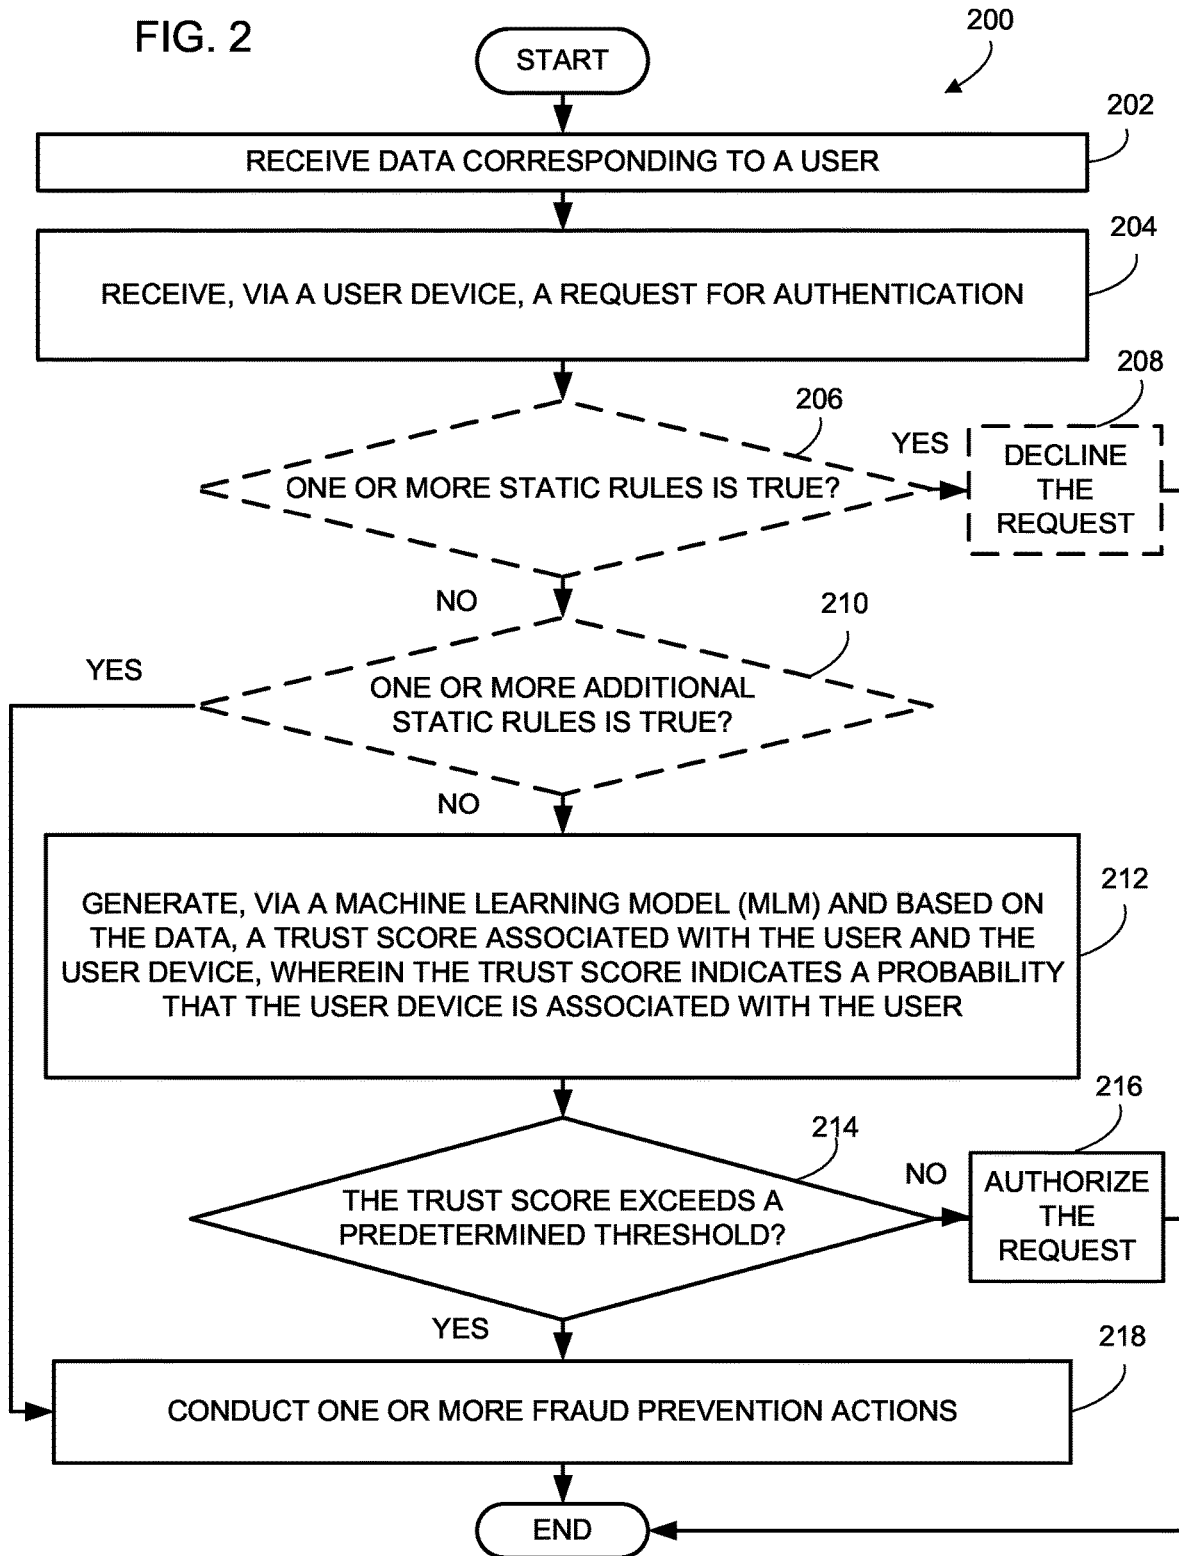 FIG. 2
START
200
202
RECEIVE DATA CORRESPONDING TO A USER
204
RECEIVE, VIA A USER DEVICE, A REQUEST FOR AUTHENTICATION
206
208
YES
DECLINE
THE
REQUEST
ONE OR MORE STATIC RULES IS TRUE?
NO
210
YES
ONE OR MORE ADDITIONAL
STATIC RULES IS TRUE?
NO
212
GENERATE, VIA A MACHINE LEARNING MODEL (MLM) AND BASED ON
THE DATA, A TRUST SCORE ASSOCIATED WITH THE USER AND THE
USER DEVICE, WHEREIN THE TRUST SCORE INDICATES A PROBABILITY
THAT THE USER DEVICE IS ASSOCIATED WITH THE USER
214
216
NO
AUTHORIZE
THE
REQUEST
THE TRUST SCORE EXCEEDS A
PREDETERMINED THRESHOLD?
YES
218
CONDUCT ONE OR MORE FRAUD PREVENTION ACTIONS
END